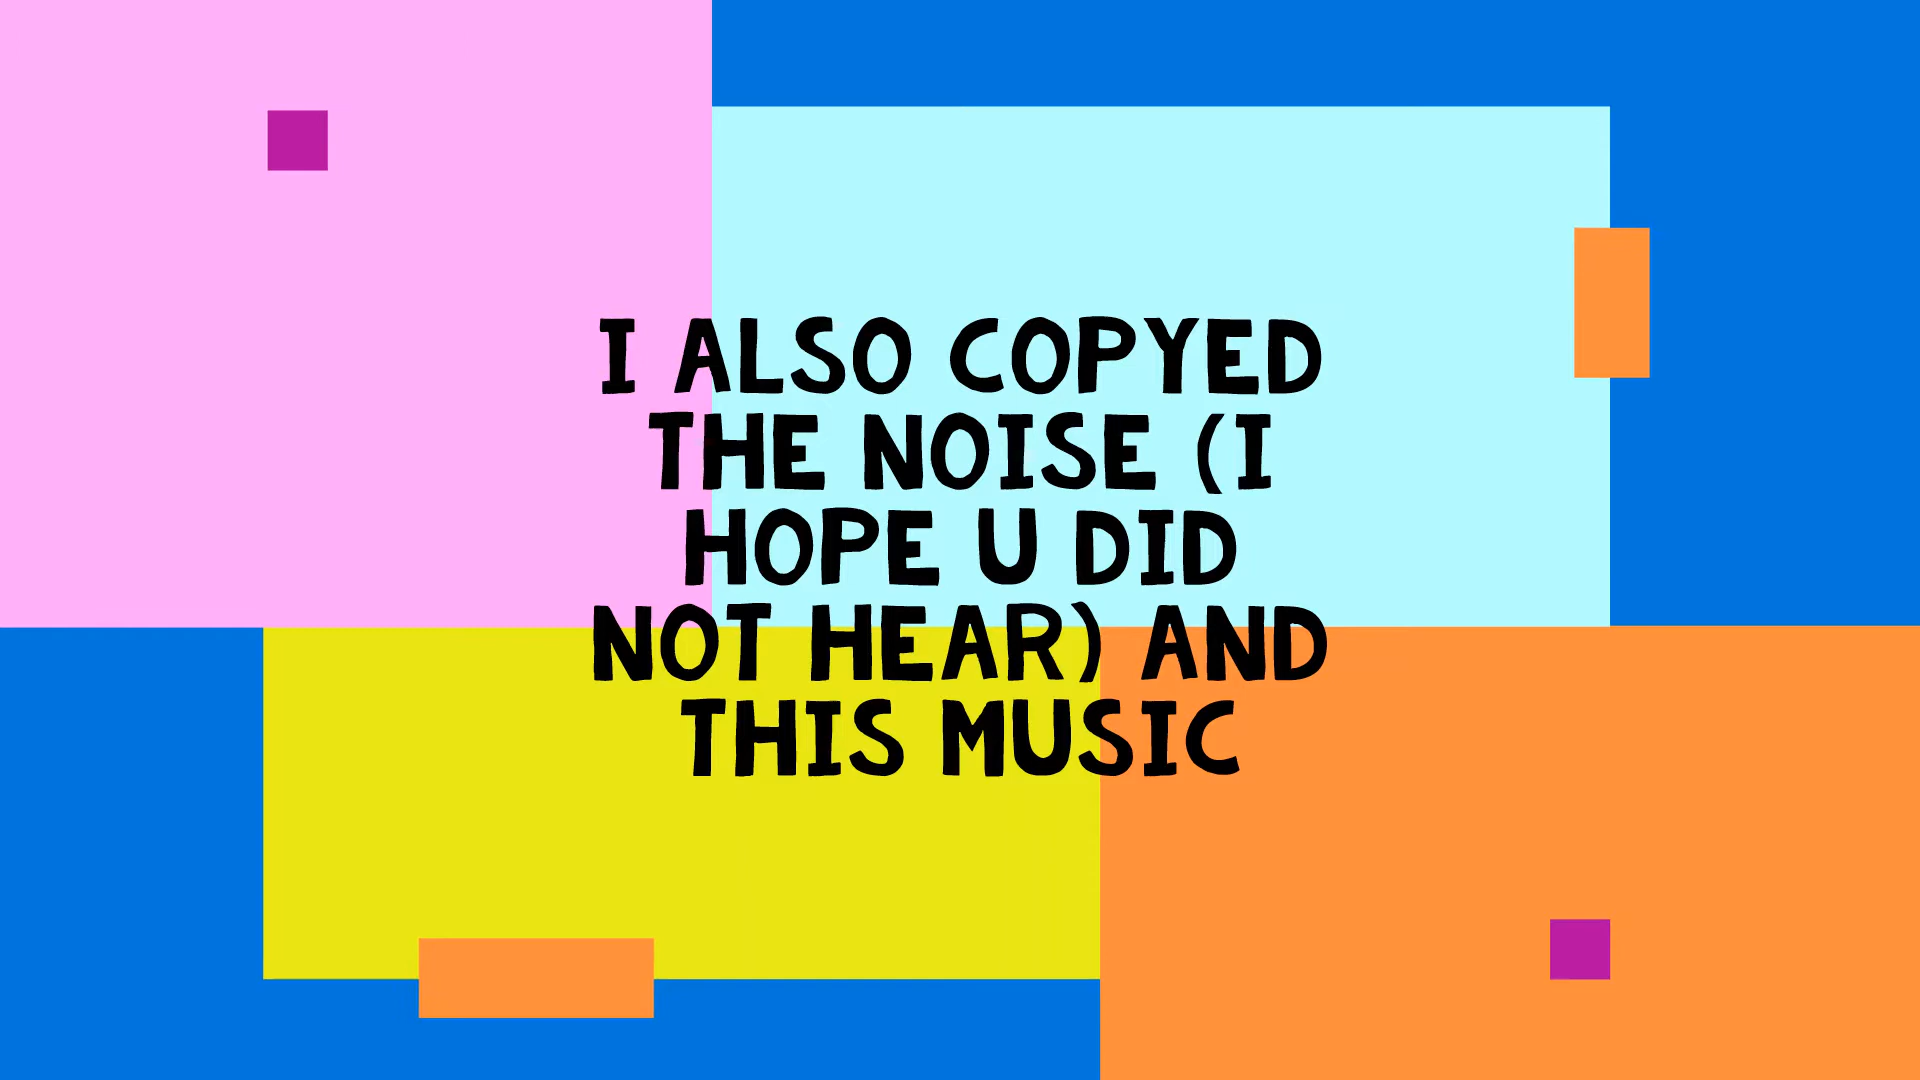 I ALSO COPYED
THE NOISE (I
HOPE U DID
NOT HEAR) AND
THIS MUSIC